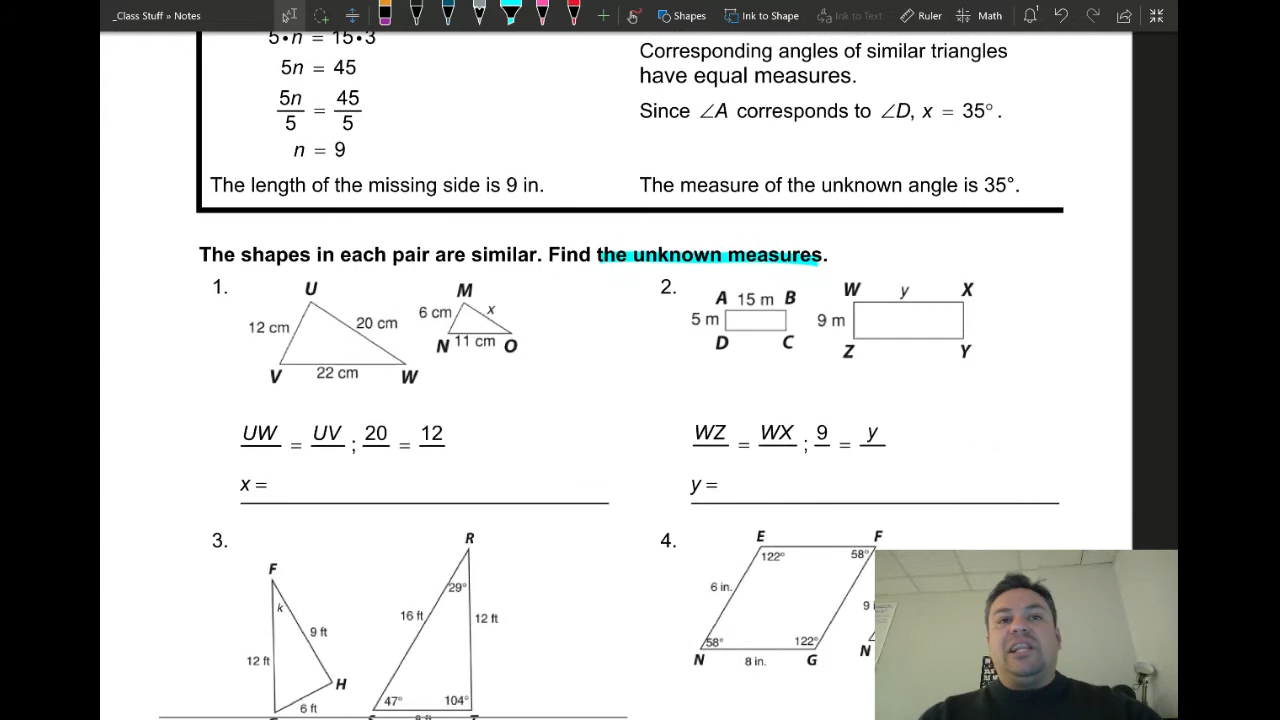 _Class Stuff » Notes
Shapes
Ink to Shape
Ink to Text
Ruler
Math
5•n = 15•3
5n = 45
5n/5 = 45/5
n = 9
The length of the missing side is 9 in.
Corresponding angles of similar triangles
have equal measures.
Since ∠A corresponds to ∠D, x = 35°.
The measure of the unknown angle is 35°.
The shapes in each pair are similar. Find the unknown measures.
1.
U
12 cm
20 cm
V
22 cm
W
M
6 cm
x
N
11 cm
O
UW = UV ; 20 = 12
x =
2.
A 15 m B
5 m
D C
W y X
9 m
Z Y
WZ = WX ; 9 = y
y =
3.
F
k
9 ft
12 ft
H
6 ft
R
29°
16 ft
12 ft
47°
104°
4.
E F
122° 58°
6 in.
58° 122°
N 8 in. G
9
N